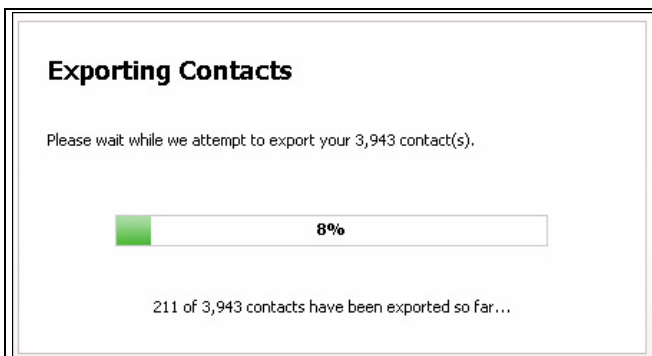 Exporting Contacts
Please wait while we attempt to export your 3,943 contact(s).
8%
211 of 3,943 contacts have been exported so far...